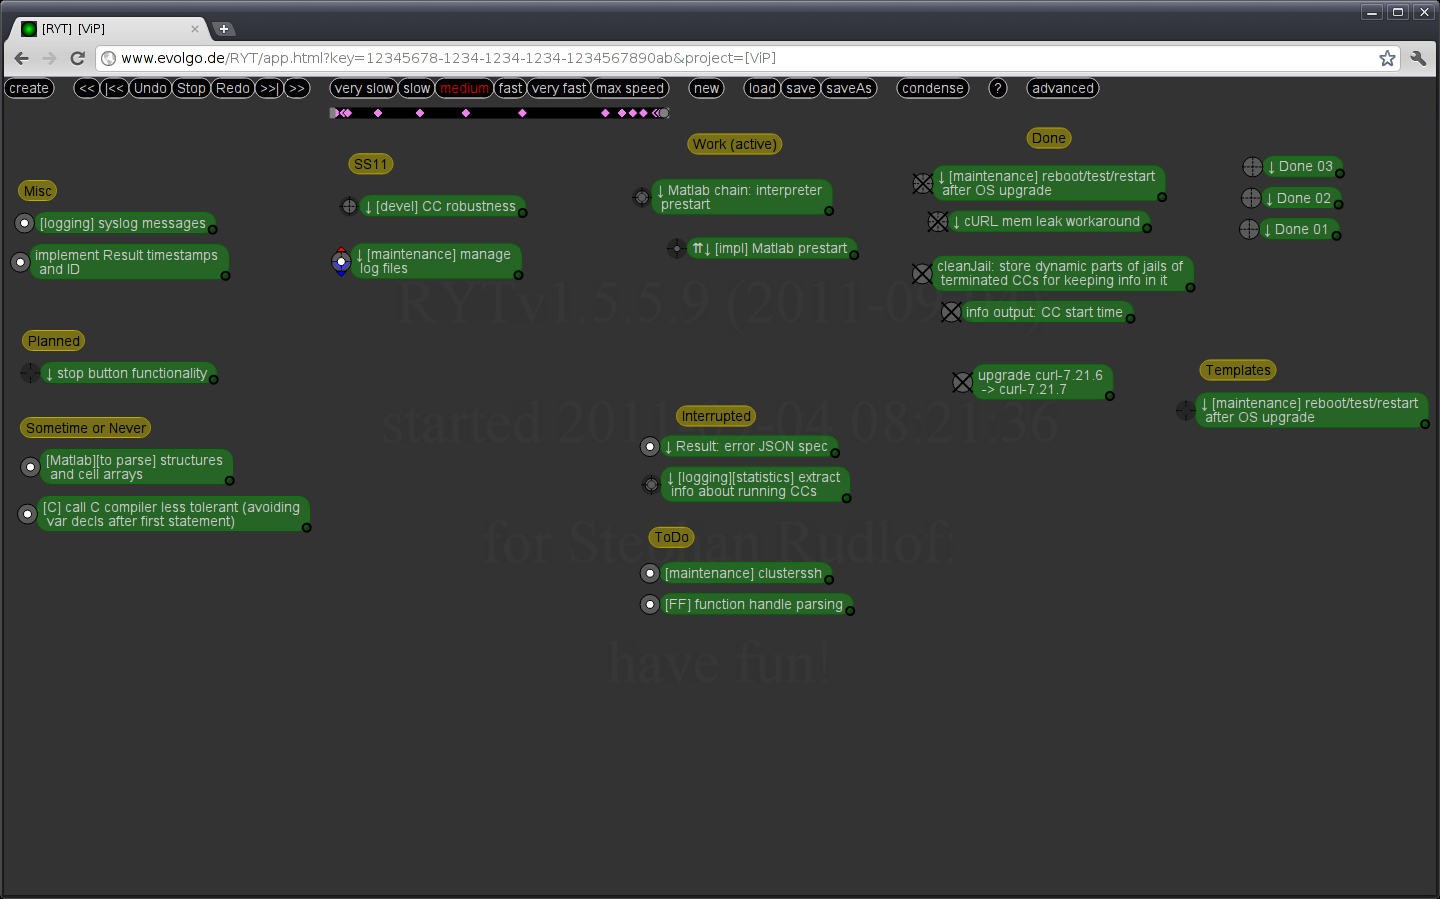 [RYT] [ViP]
www.evolgo.de/RYT/app.html?key=12345678-1234-1234-1234-1234567890ab&project=[ViP]
create << |<< Undo Stop Redo >>| >> very slow slow medium fast very fast max speed new load save saveAs condense ? advanced
Misc
[logging] syslog messages
implement Result timestamps
and ID
Planned
↓ stop button functionality
Sometime or Never
[Matlab][to parse] structures
and cell arrays
[C] call C compiler less tolerant (avoiding
var decls after first statement)
SS11
↓ [devel] CC robustness
↓ [maintenance] manage
log files
Work (active)
↓ Matlab chain: interpreter
prestart
⇈↓ [impl] Matlab prestart
Interrupted
↓ Result: error JSON spec
↓ [logging][statistics] extract
info about running CCs
ToDo
[maintenance] clusterssh
[FF] function handle parsing
Done
↓ [maintenance] reboot/test/restart
after OS upgrade
↓ cURL mem leak workaround
cleanJail: store dynamic parts of jails of
terminated CCs for keeping info in it
info output: CC start time
upgrade curl-7.21.6
-> curl-7.21.7
↓ Done 03
↓ Done 02
↓ Done 01
Templates
↓ [maintenance] reboot/test/restart
after OS upgrade
RYTv1.5.5.9 (2011-09-04)
started 08:21:36
for Stephan Rudlof:
have fun!